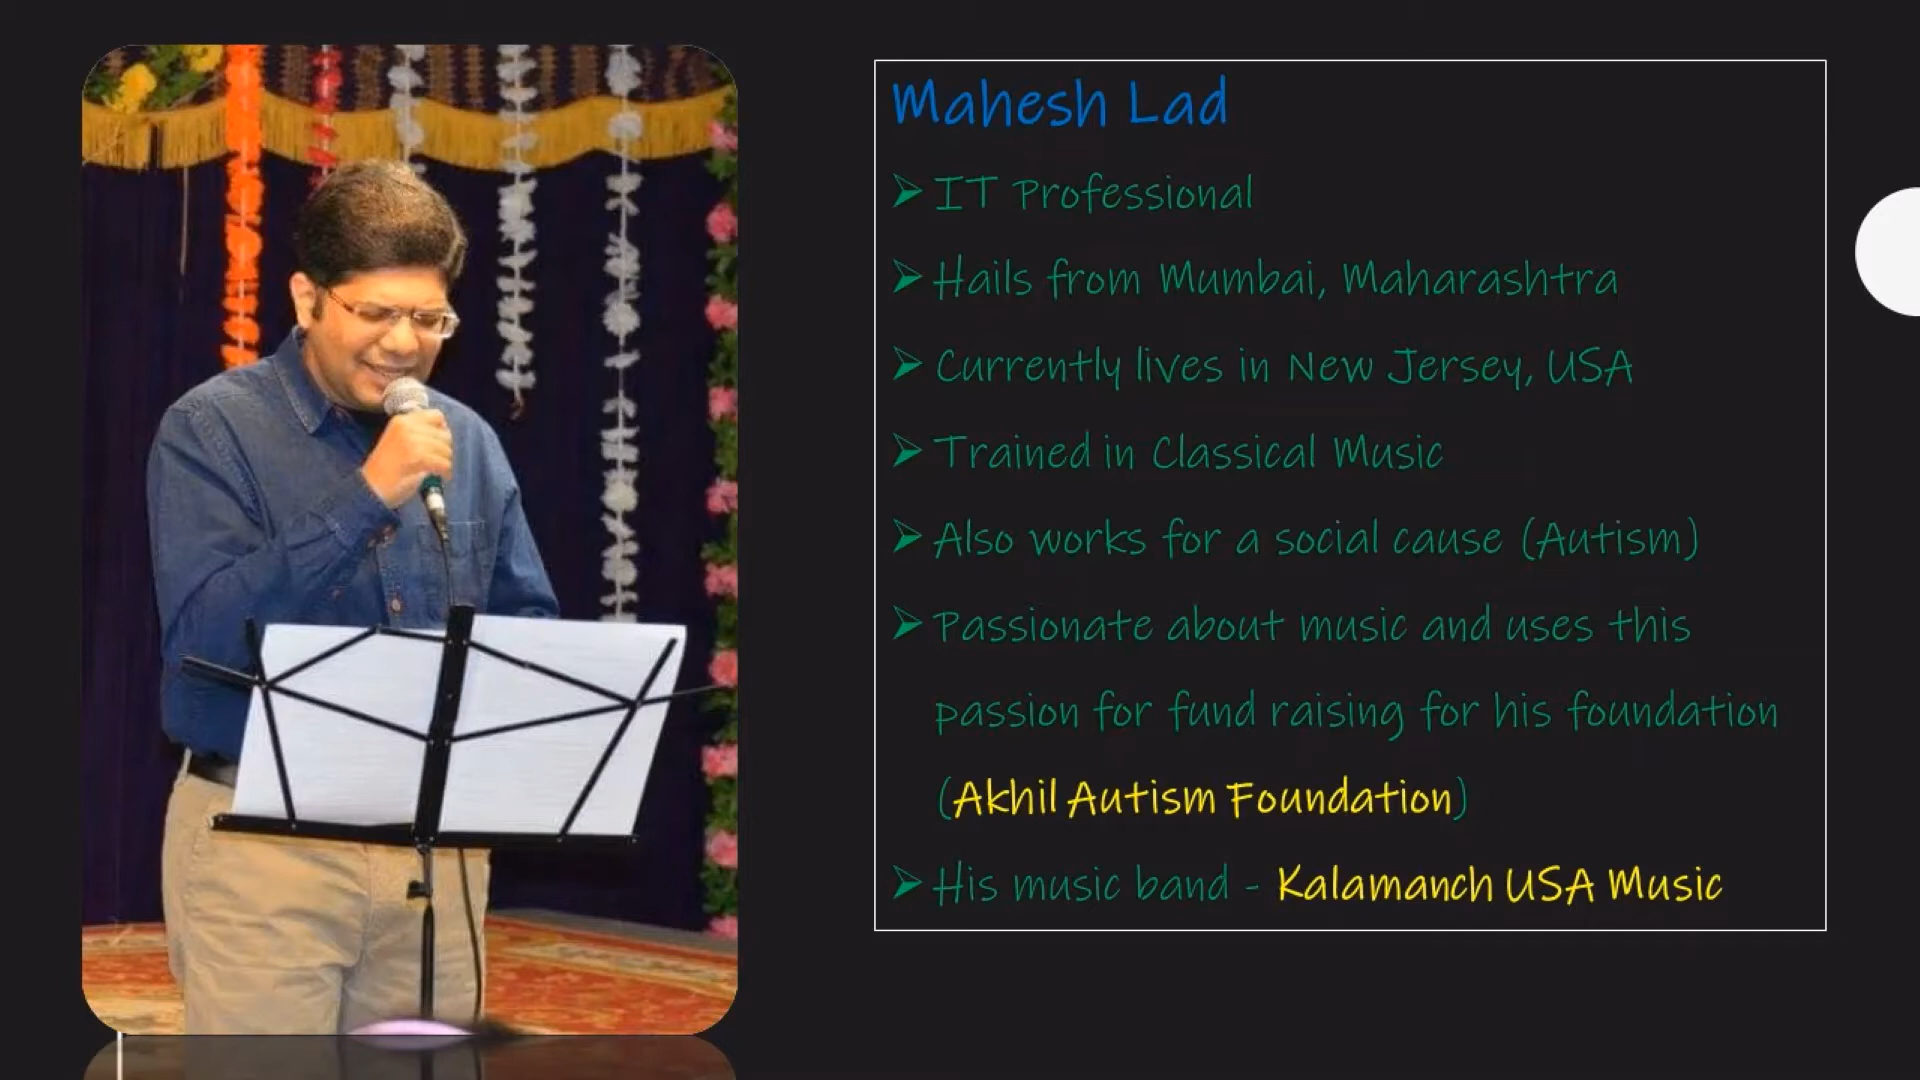 Mahesh Lad
➢ IT Professional
➢ Hails from Mumbai, Maharashtra
➢ Currently lives in New Jersey, USA
➢ Trained in Classical Music
➢ Also works for a social cause (Autism)
➢ Passionate about music and uses this
passion for fund raising for his foundation
(Akhil Autism Foundation)
➢ His music band - Kalamanch USA Music